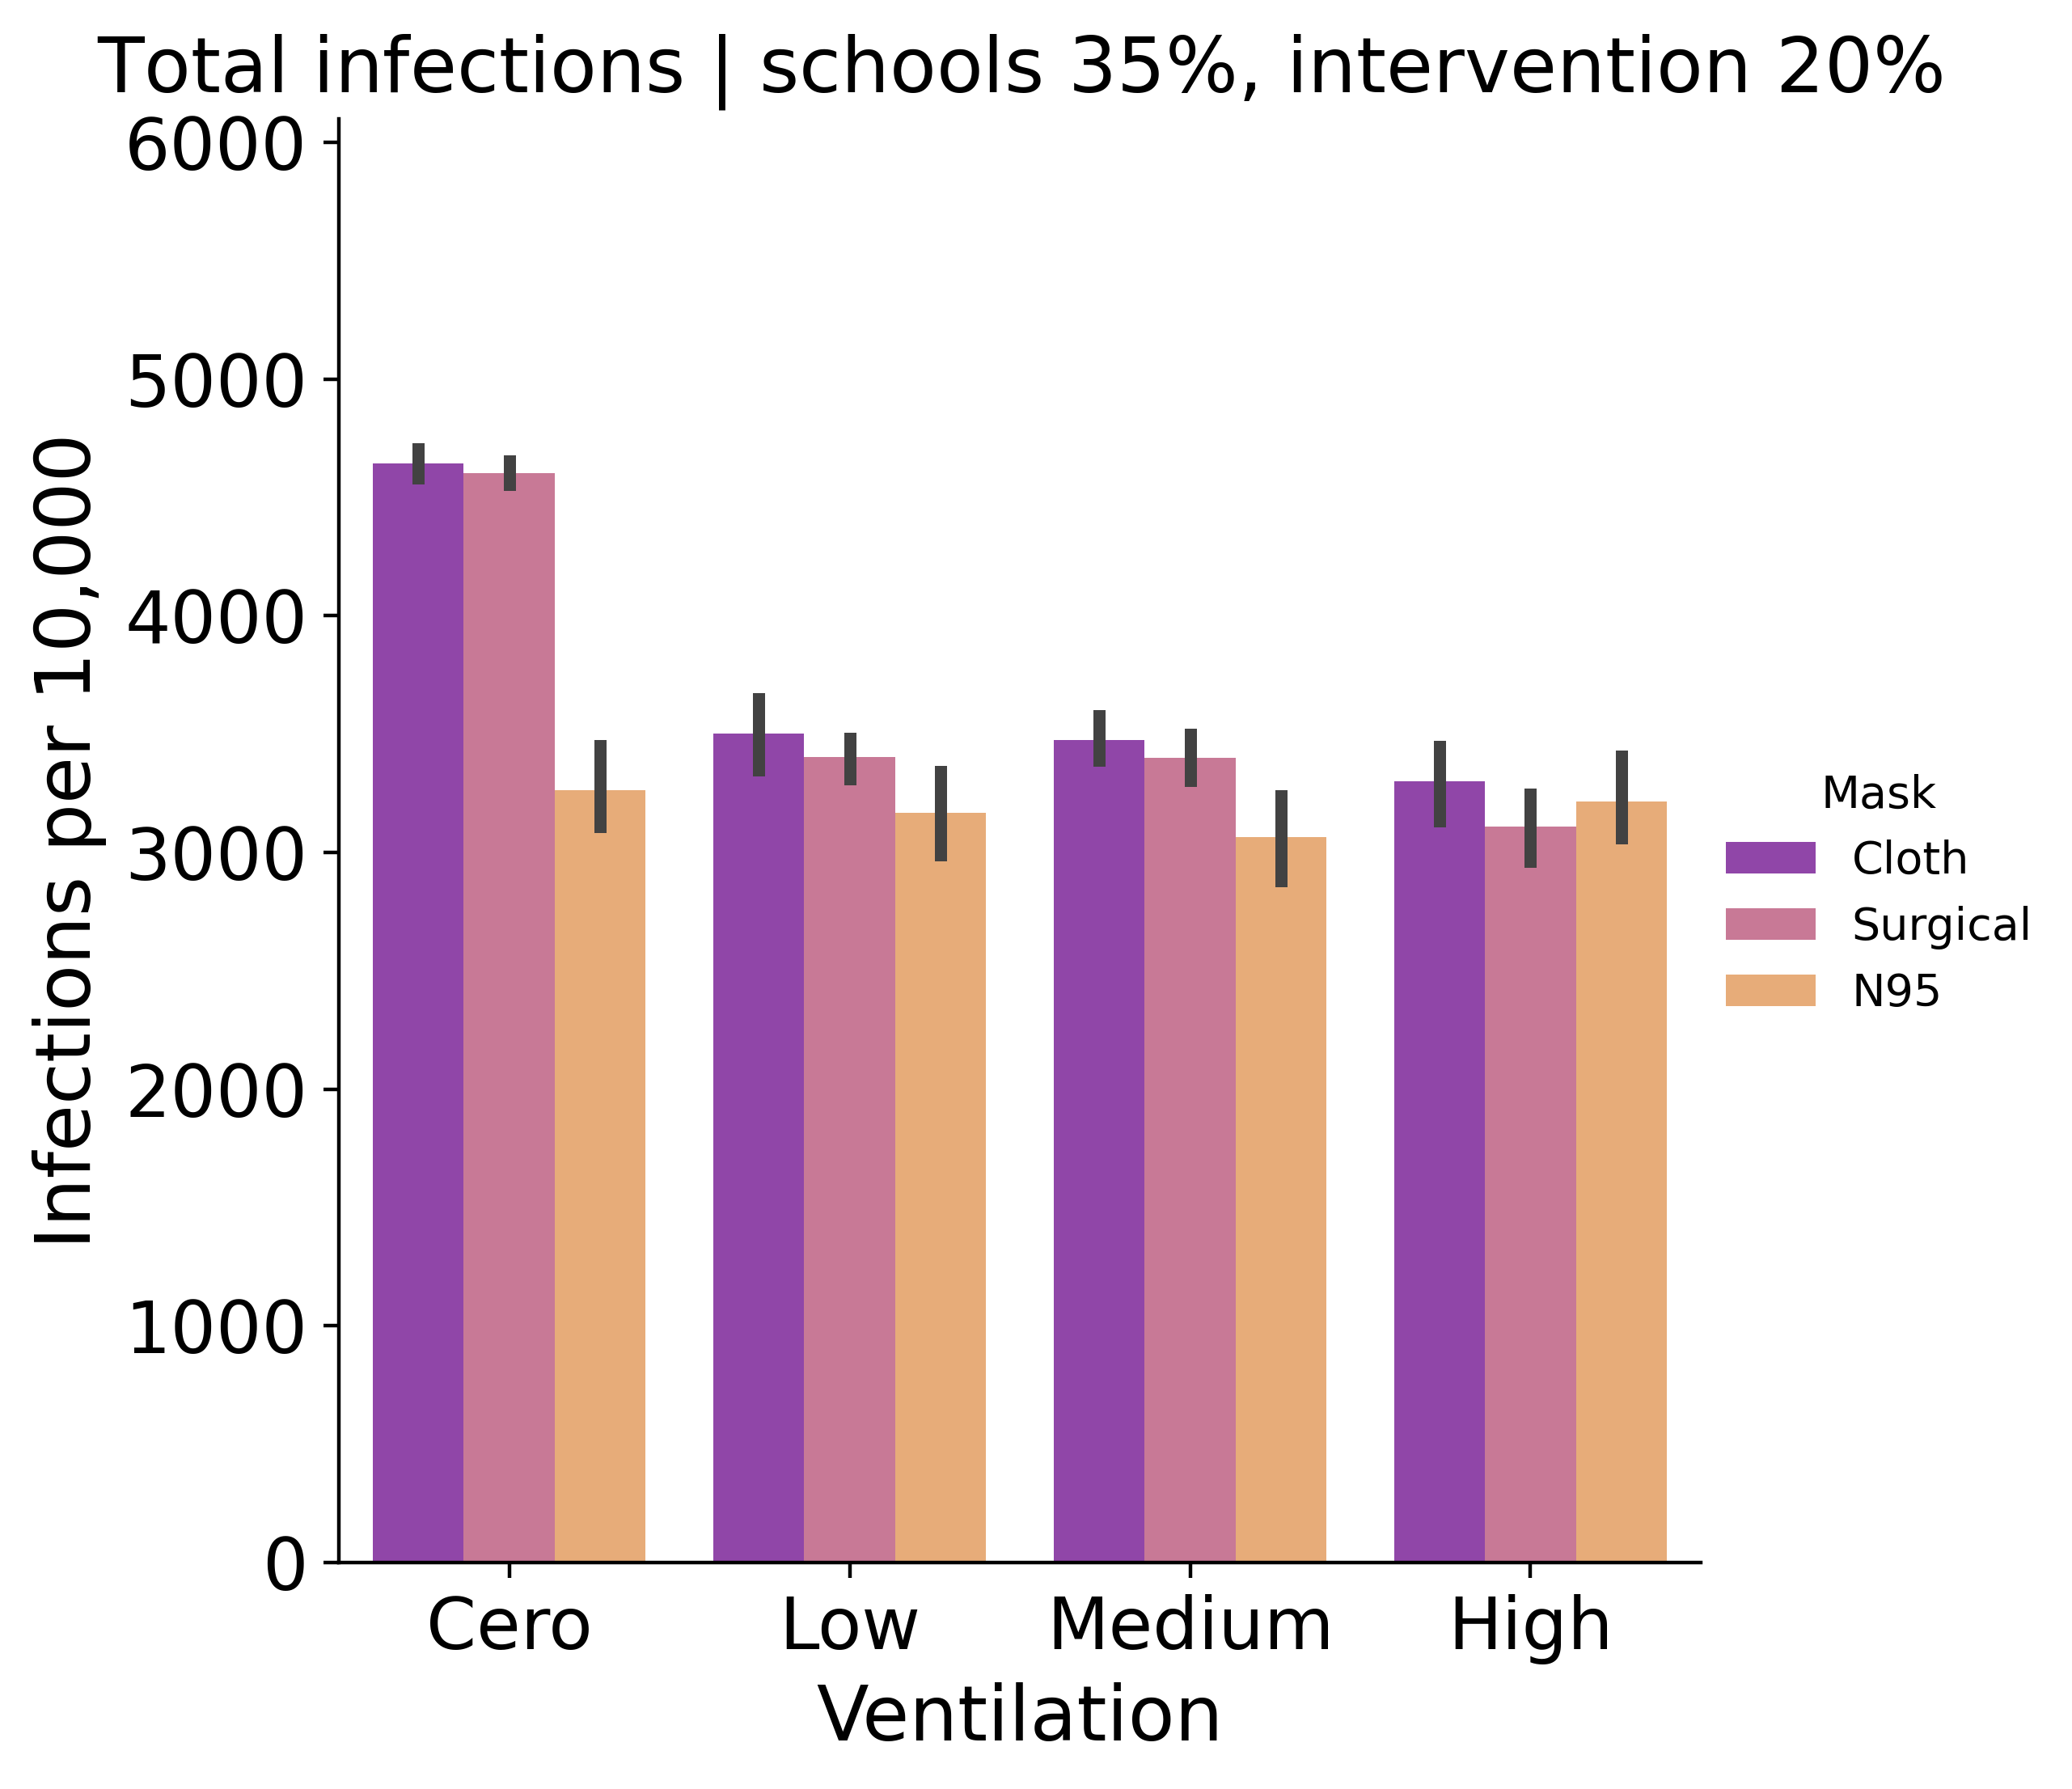 Total infections | schools 35%, intervention 20%
6000
5000
4000
3000
2000
1000
0
Infections per 10,000
Cero Low Medium High
Ventilation
Mask
Cloth
Surgical
N95